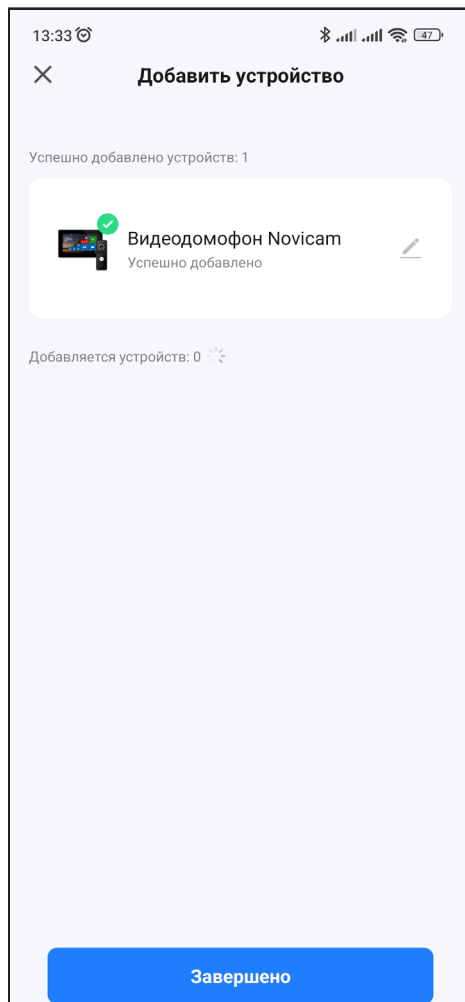 13:33
47
Добавить устройство
Успешно добавлено устройств: 1
Видеодомофон Novicam
Успешно добавлено
Добавляется устройств: 0
Завершено